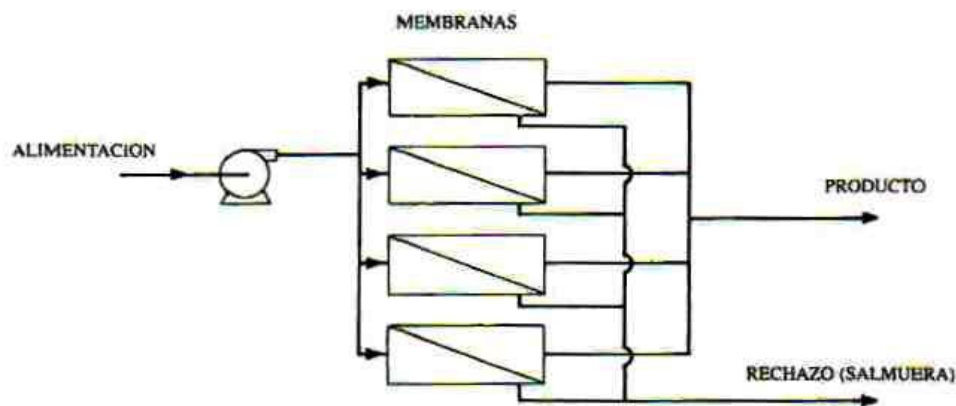 MEMBRANAS
ALIMENTACION
PRODUCTO
RECHAZO (SALMUERA)